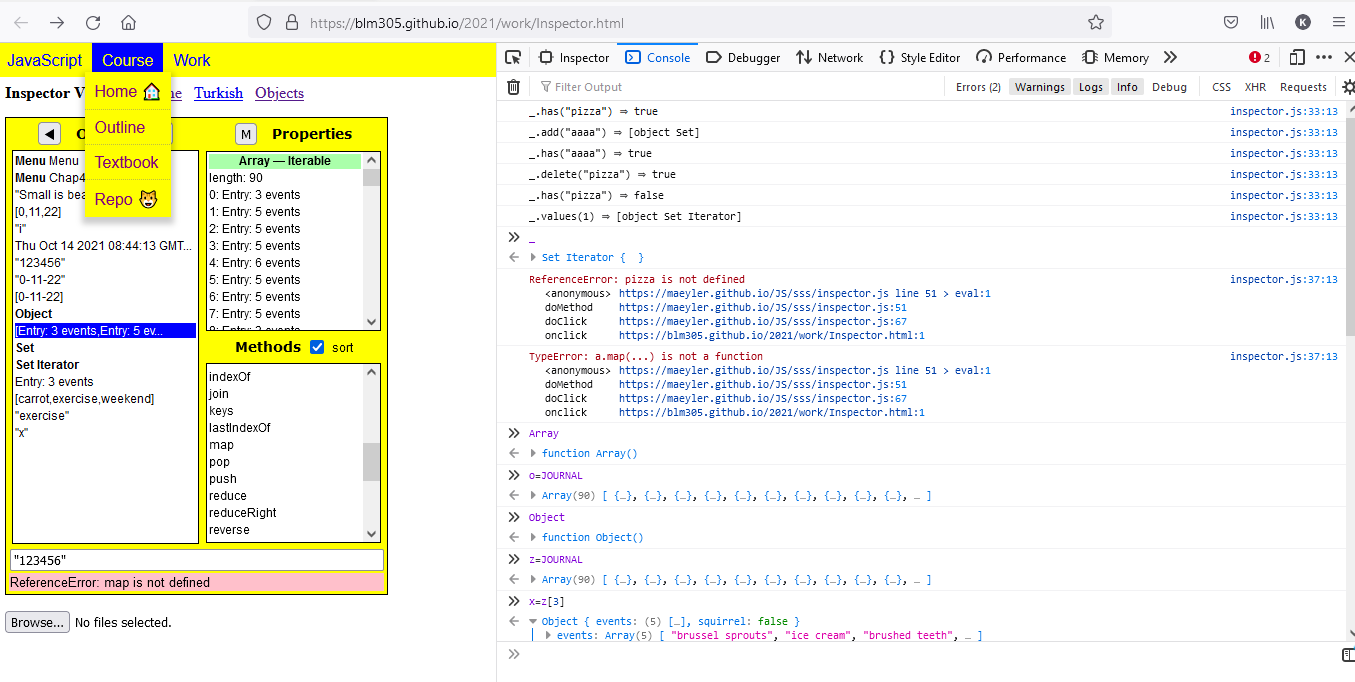 https://blm305.github.io/2021/work/Inspector.html
K
JavaScript Course Work
Home
Outline
Textbook
Repo
Inspector V
ne Turkish Objects
◀ O
M Properties
Menu Menu
Menu Chap4
"Small is bea
[0,11,22]
"i"
Thu Oct 14 2021 08:44:13 GMT...
"123456"
"0-11-22"
[0-11-22]
Object
[Entry: 3 events,Entry: 5 ev...
Set
Set Iterator
Entry: 3 events
[carrot,exercise,weekend]
"exercise"
"x"
Array — Iterable
length: 90
0: Entry: 3 events
1: Entry: 5 events
2: Entry: 5 events
3: Entry: 5 events
4: Entry: 6 events
5: Entry: 5 events
6: Entry: 5 events
7: Entry: 5 events
8: Entry: 3 events
Methods sort
indexOf
join
keys
lastIndexOf
map
pop
push
reduce
reduceRight
reverse
"123456"
ReferenceError: map is not defined
Browse... No files selected.
Inspector Console Debugger Network Style Editor Performance Memory 2
Filter Output Errors (2) Warnings Logs Info Debug CSS XHR Requests
_.has("pizza") ⇒ true inspector.js:33:13
_.add("aaaa") ⇒ [object Set] inspector.js:33:13
_.has("aaaa") ⇒ true inspector.js:33:13
_.delete("pizza") ⇒ true inspector.js:33:13
_.has("pizza") ⇒ false inspector.js:33:13
_.values(1) ⇒ [object Set Iterator] inspector.js:33:13
_
Set Iterator { }
ReferenceError: pizza is not defined inspector.js:37:13
<anonymous> https://maeyler.github.io/JS/sss/inspector.js line 51 > eval:1
doMethod https://maeyler.github.io/JS/sss/inspector.js:51
doClick https://maeyler.github.io/JS/sss/inspector.js:67
onclick https://blm305.github.io/2021/work/Inspector.html:1
TypeError: a.map(...) is not a function inspector.js:37:13
<anonymous> https://maeyler.github.io/JS/sss/inspector.js line 51 > eval:1
doMethod https://maeyler.github.io/JS/sss/inspector.js:51
doClick https://maeyler.github.io/JS/sss/inspector.js:67
onclick https://blm305.github.io/2021/work/Inspector.html:1
Array
function Array()
o=JOURNAL
Array(90) [ {…}, {…}, {…}, {…}, {…}, {…}, {…}, {…}, {…}, {…}, … ]
Object
function Object()
z=JOURNAL
Array(90) [ {…}, {…}, {…}, {…}, {…}, {…}, {…}, {…}, {…}, {…}, … ]
x=z[3]
Object { events: (5) […], squirrel: false }
events: Array(5) [ "brussel sprouts", "ice cream", "brushed teeth", … ]